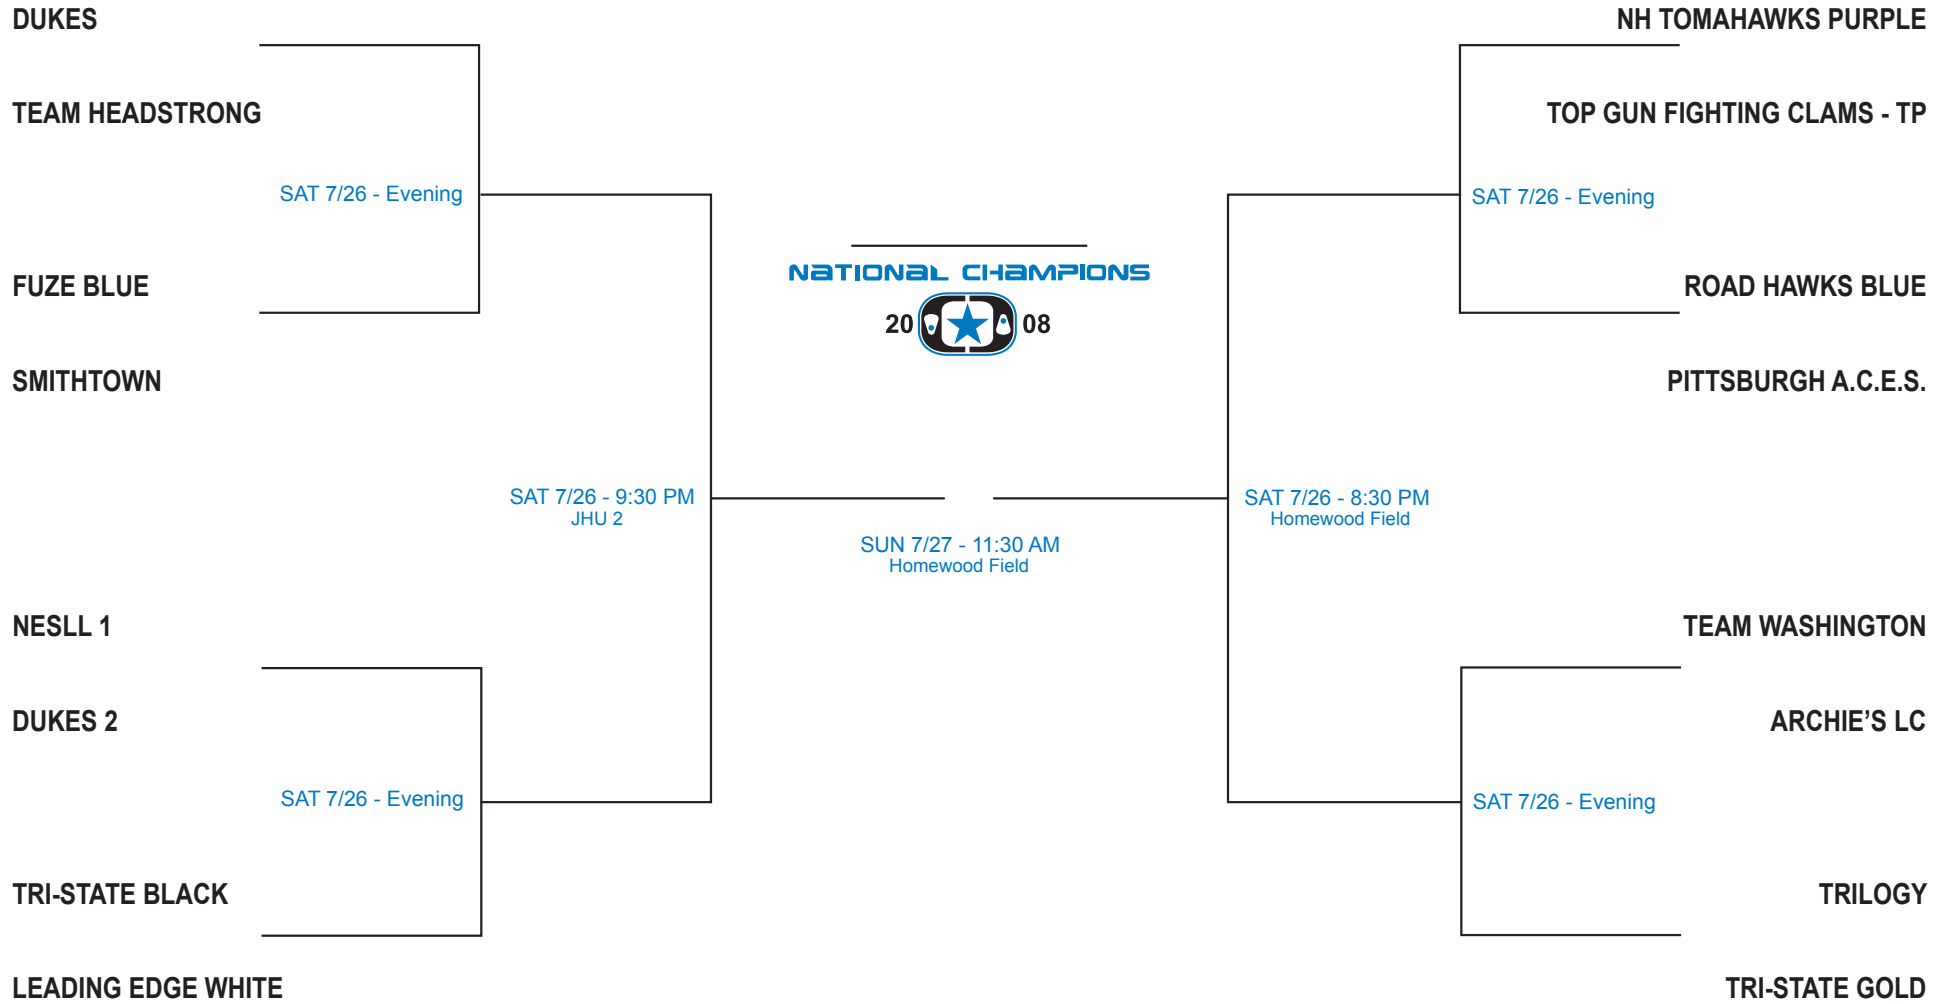 DUKES
NH TOMAHAWKS PURPLE
TEAM HEADSTRONG
TOP GUN FIGHTING CLAMS - TP
SAT 7/26 - Evening
SAT 7/26 - Evening
NATIONAL CHAMPIONS
FUZE BLUE
ROAD HAWKS BLUE
20 08
SMITHTOWN
PITTSBURGH A.C.E.S.
SAT 7/26 - 9:30 PM
JHU 2
SAT 7/26 - 8:30 PM
Homewood Field
SUN 7/27 - 11:30 AM
Homewood Field
NESLL 1
TEAM WASHINGTON
DUKES 2
ARCHIE’S LC
SAT 7/26 - Evening
SAT 7/26 - Evening
TRI-STATE BLACK
TRILOGY
LEADING EDGE WHITE
TRI-STATE GOLD